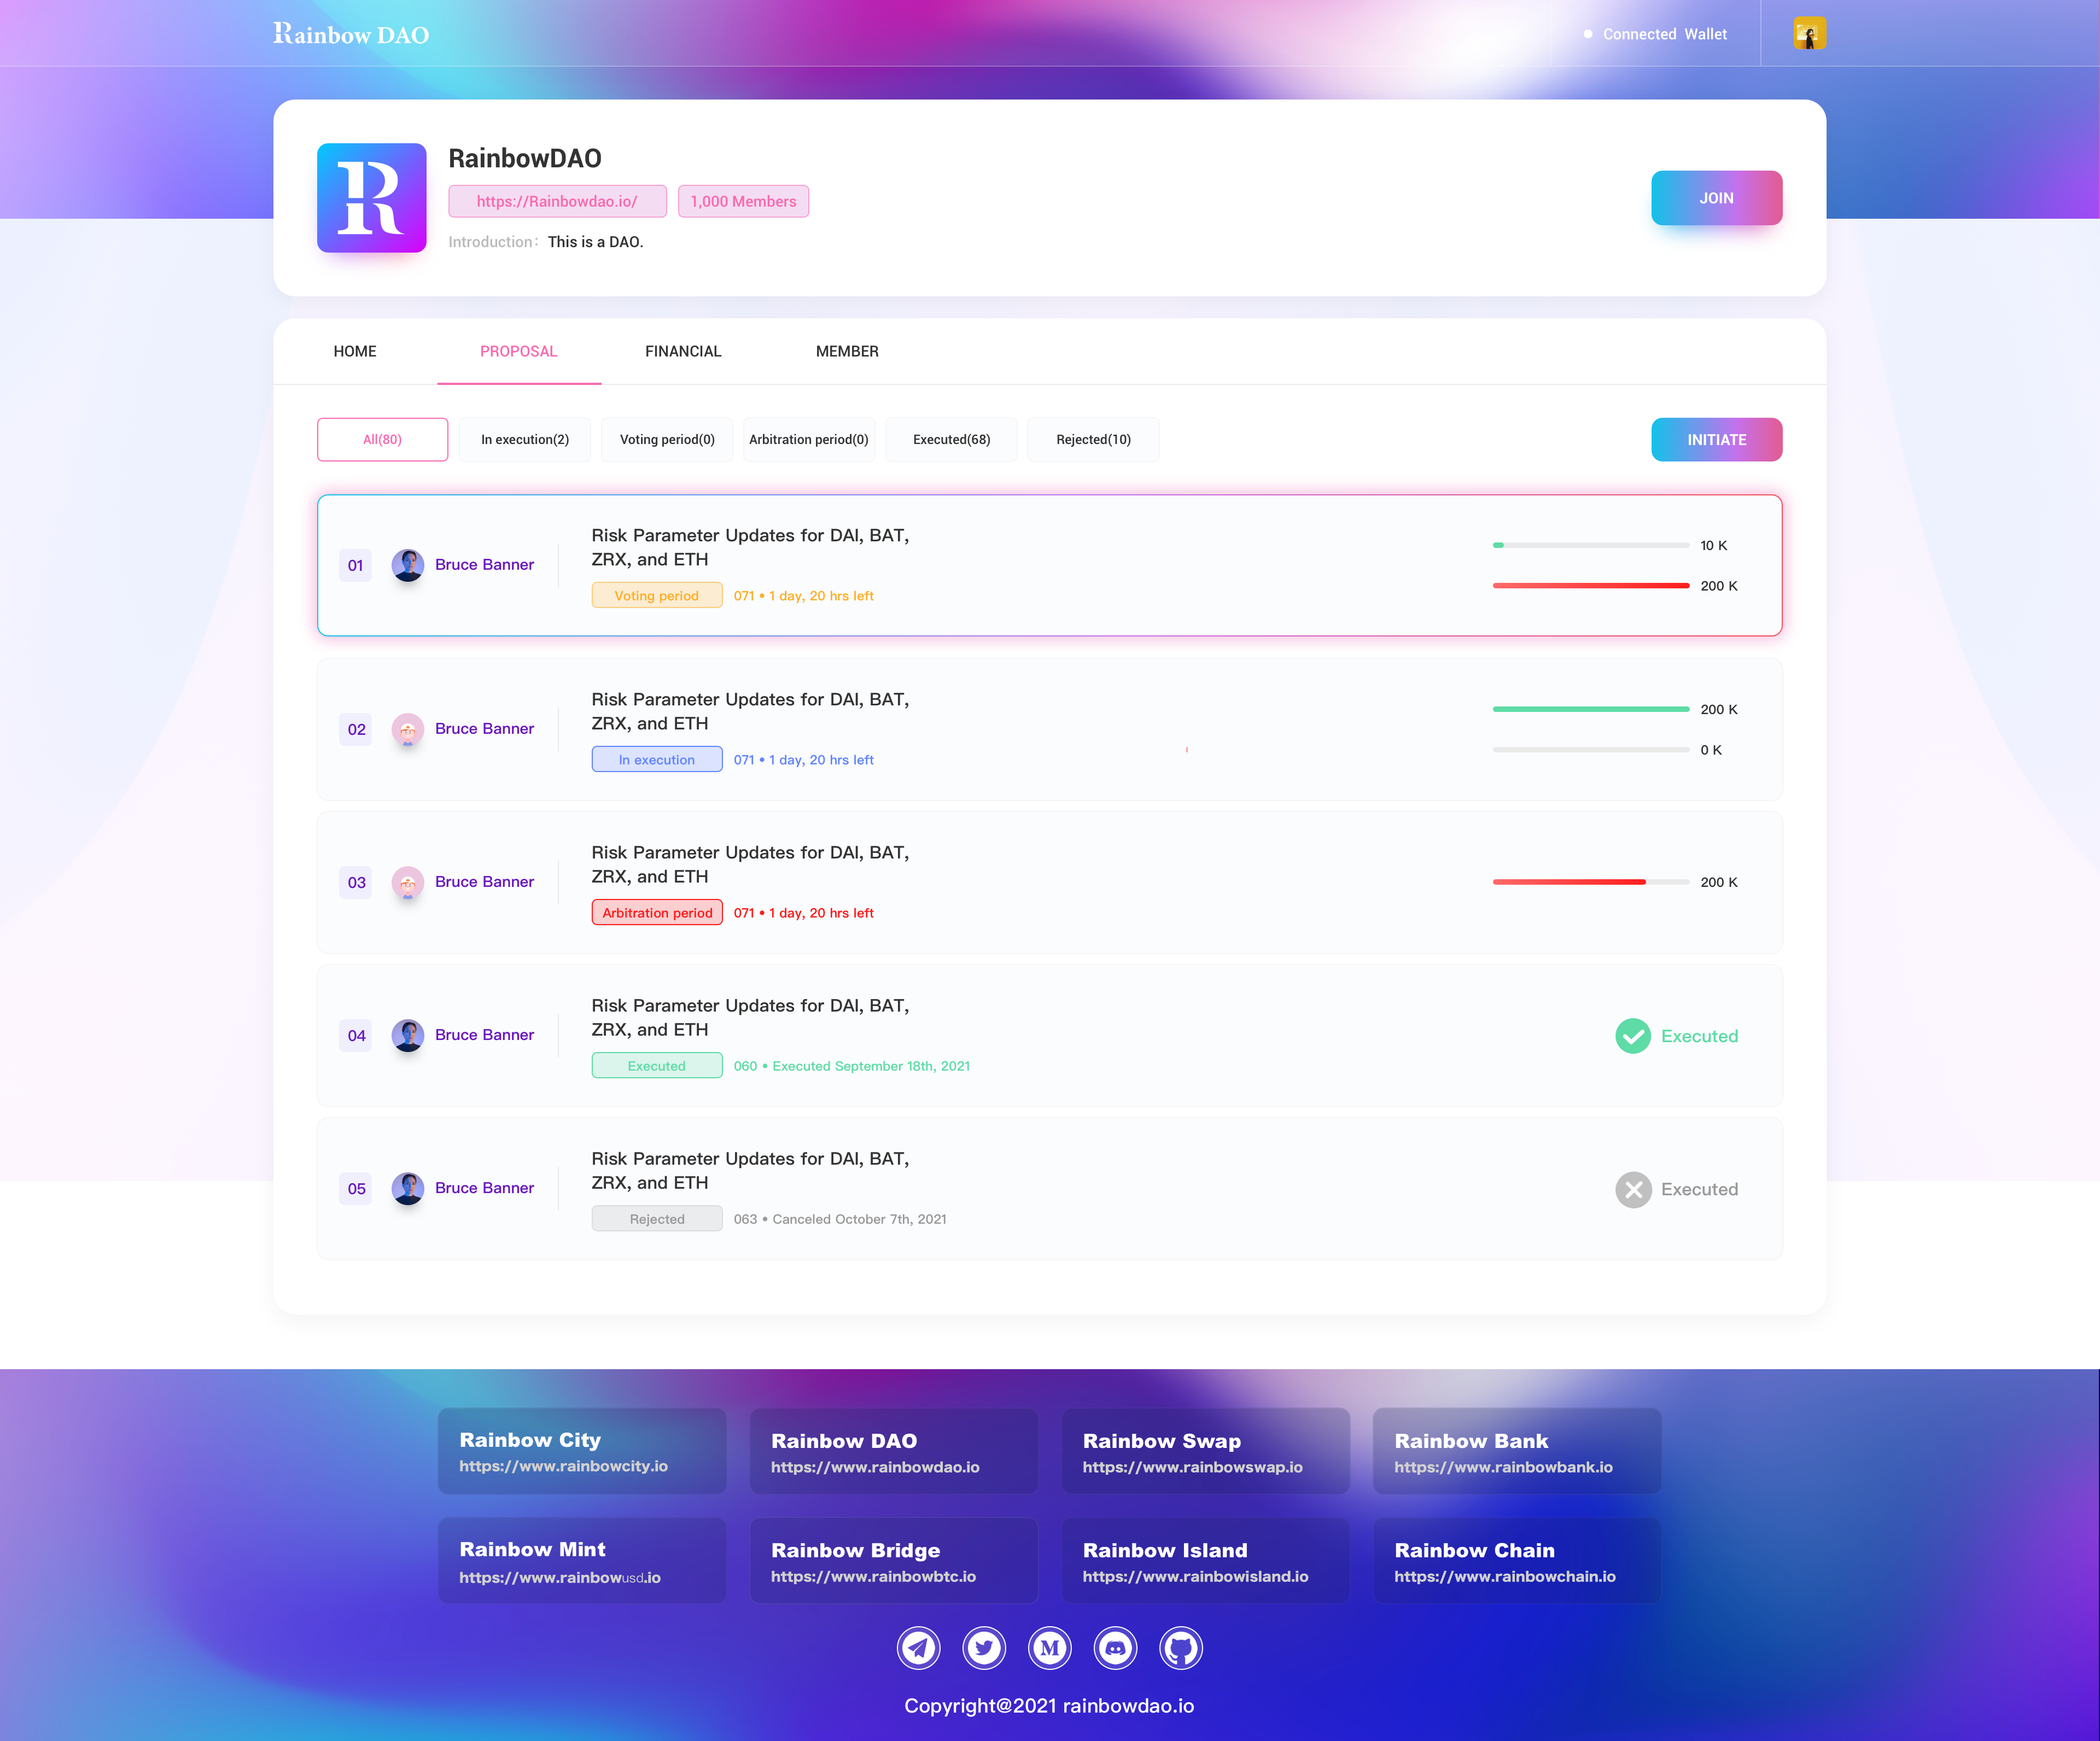 Rainbow DAO
Connected Wallet
RainbowDAO
https://Rainbowdao.io/
1,000 Members
Introduction：This is a DAO.
JOIN
HOME
PROPOSAL
FINANCIAL
MEMBER
All(80)
In execution(2)
Voting period(0)
Arbitration period(0)
Executed(68)
Rejected(10)
INITIATE
01
Bruce Banner
Risk Parameter Updates for DAI, BAT,
ZRX, and ETH
Voting period
071 • 1 day, 20 hrs left
10 K
200 K
02
Bruce Banner
Risk Parameter Updates for DAI, BAT,
ZRX, and ETH
In execution
071 • 1 day, 20 hrs left
200 K
0 K
03
Bruce Banner
Risk Parameter Updates for DAI, BAT,
ZRX, and ETH
Arbitration period
071 • 1 day, 20 hrs left
200 K
04
Bruce Banner
Risk Parameter Updates for DAI, BAT,
ZRX, and ETH
Executed
060 • Executed September 18th, 2021
Executed
05
Bruce Banner
Risk Parameter Updates for DAI, BAT,
ZRX, and ETH
Rejected
063 • Canceled October 7th, 2021
Executed
Rainbow City
https://www.rainbowcity.io
Rainbow DAO
https://www.rainbowdao.io
Rainbow Swap
https://www.rainbowswap.io
Rainbow Bank
https://www.rainbowbank.io
Rainbow Mint
https://www.rainbowusd.io
Rainbow Bridge
https://www.rainbowbtc.io
Rainbow Island
https://www.rainbowisland.io
Rainbow Chain
https://www.rainbowchain.io
Copyright@2021 rainbowdao.io